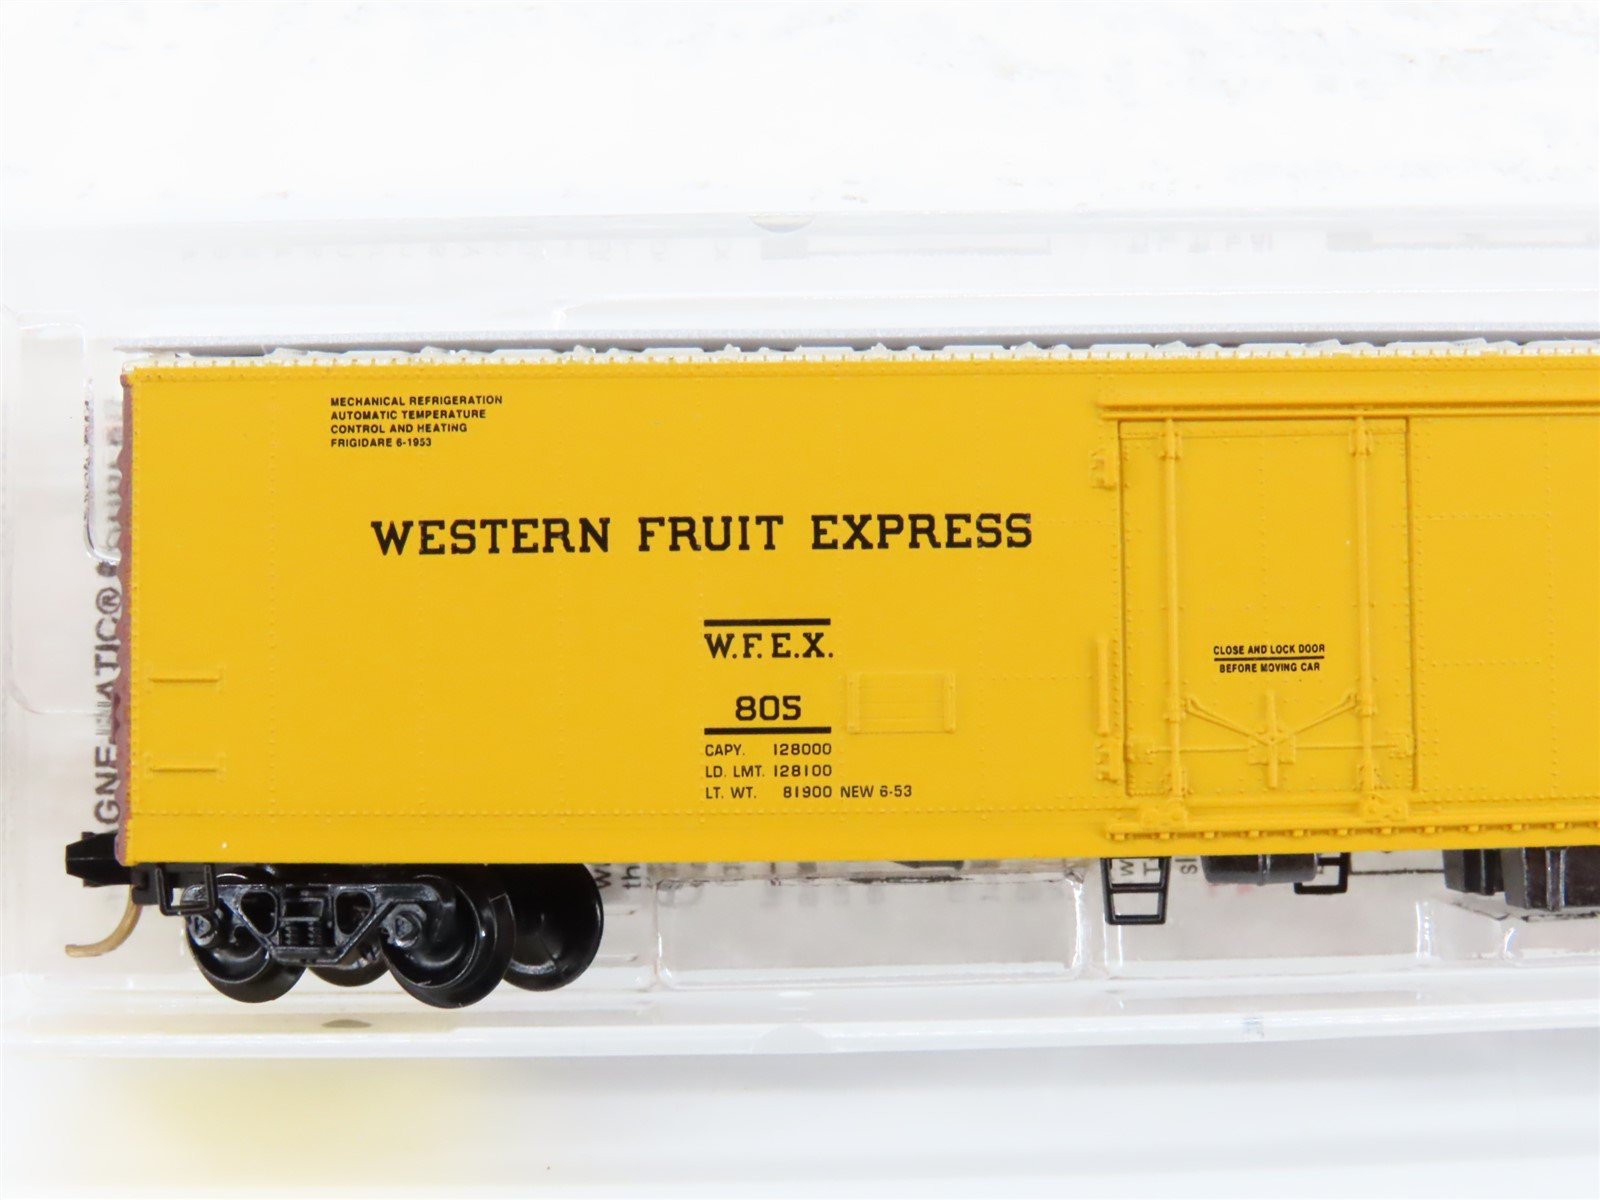 MECHANICAL REFRIGERATION
AUTOMATIC TEMPERATURE
CONTROL AND HEATING
FRIGIDARE 6-1953
WESTERN FRUIT EXPRESS
W.F.E.X.
805
CAPY. 128000
LD. LMT. 128100
LT. WT. 81900 NEW 6-53
CLOSE AND LOCK DOOR
BEFORE MOVING CAR